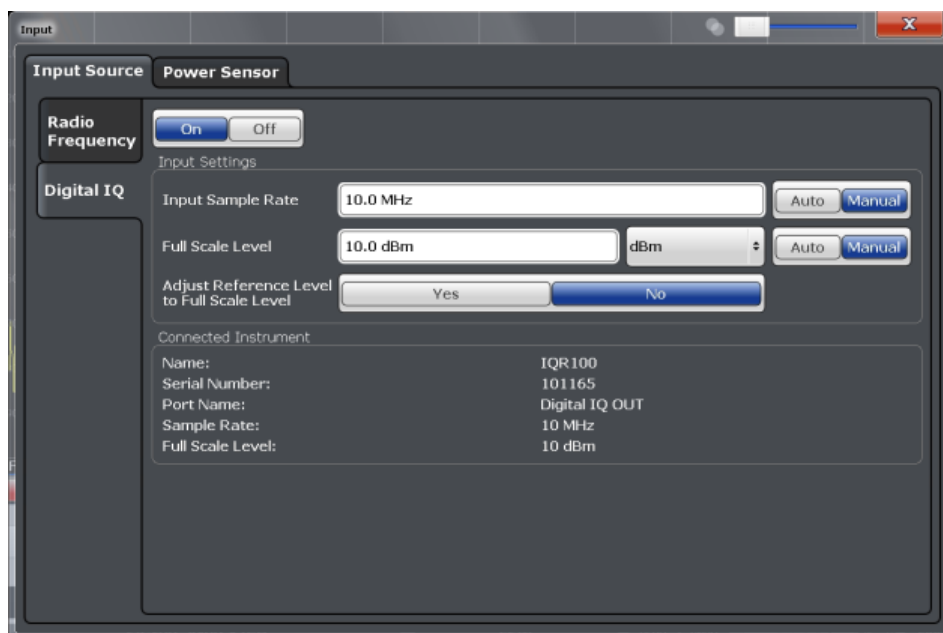 Input
X
Input Source Power Sensor
Radio
Frequency
On Off
Input Settings
Digital IQ
Input Sample Rate 10.0 MHz Auto Manual
Full Scale Level 10.0 dBm dBm Auto Manual
Adjust Reference Level
to Full Scale Level
Yes No
Connected Instrument
Name: IQR100
Serial Number: 101165
Port Name: Digital IQ OUT
Sample Rate: 10 MHz
Full Scale Level: 10 dBm